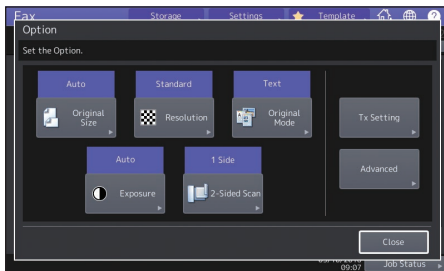 Fax Storage Settings Template
Option
Set the Option.
Auto Standard Text
Original
Size
Resolution
Original
Mode
Tx Setting
Auto 1 Side
Exposure
2-Sided Scan
Advanced
Close
09:07 Job Status